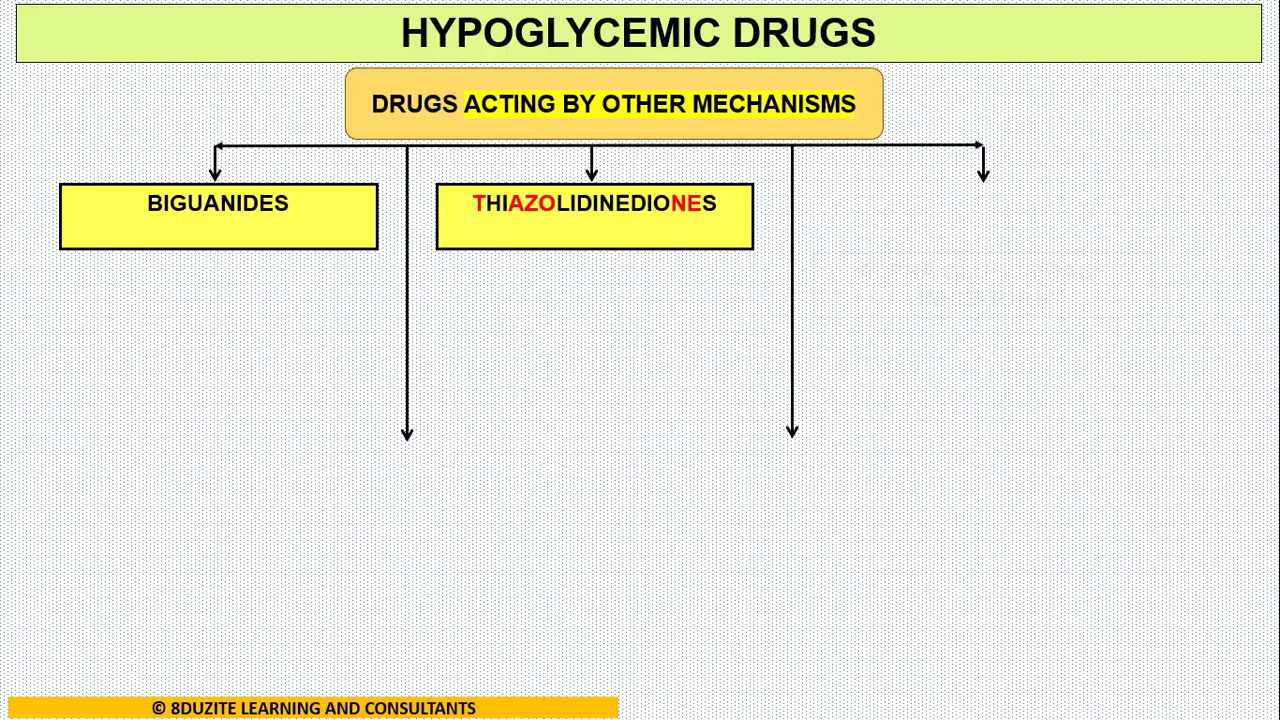 HYPOGLYCEMIC DRUGS
DRUGS ACTING BY OTHER MECHANISMS
BIGUANIDES
THIAZOLIDINEDIONES
© 8DUZITE LEARNING AND CONSULTANTS